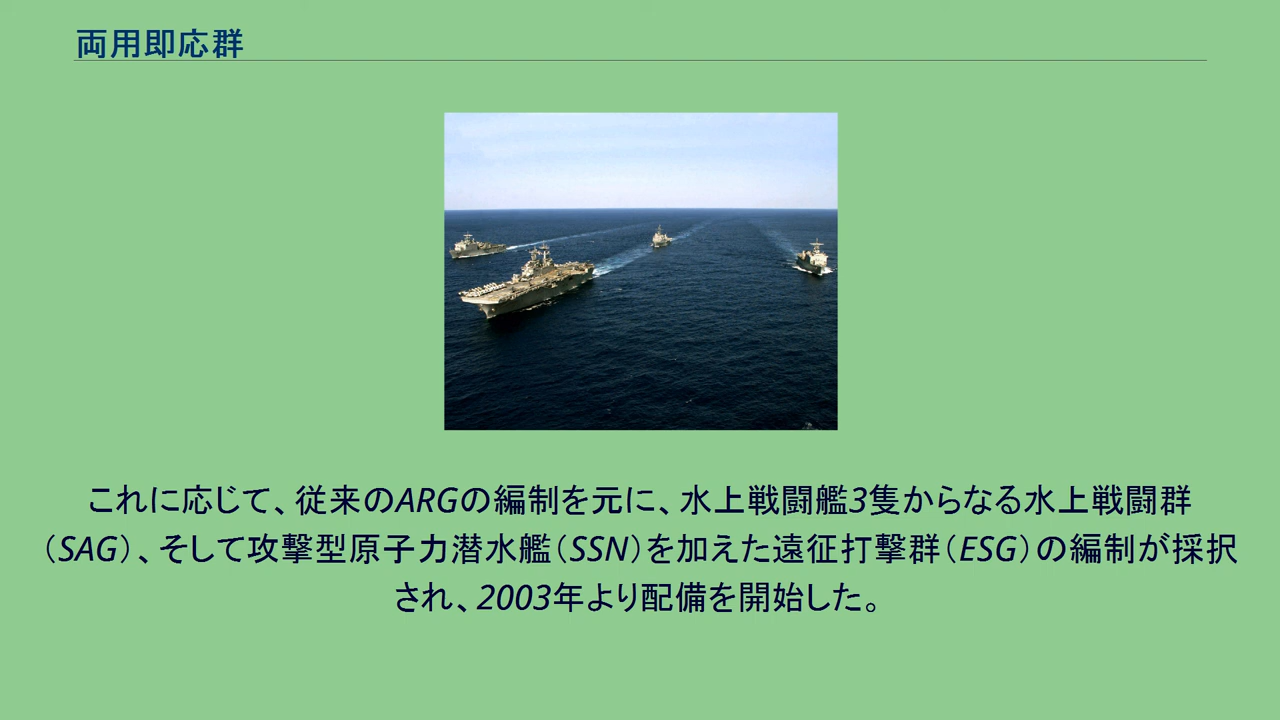 両用即応群
これに応じて、従来のARGの編制を元に、水上戦闘艦3隻からなる水上戦闘群
（SAG）、そして攻撃型原子力潜水艦（SSN）を加えた遠征打撃群（ESG）の編制が採択
され、2003年より配備を開始した。